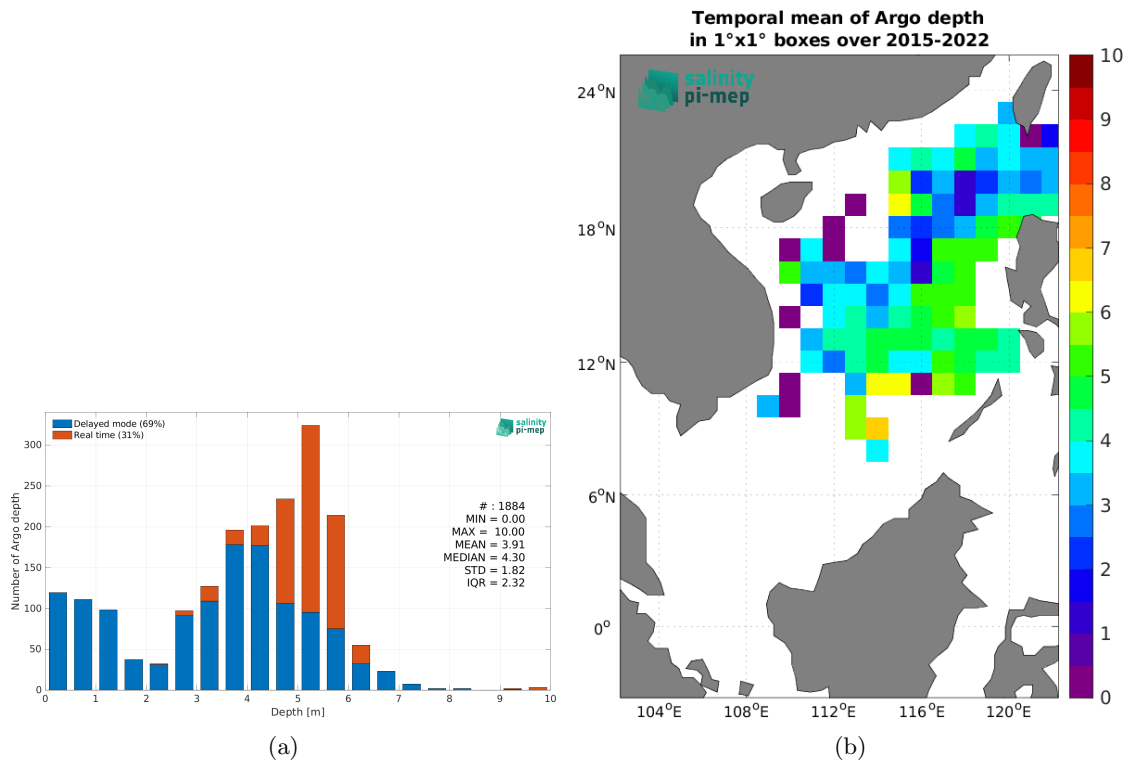 Delayed mode (69%)
Real time (31%)
salinity
pi-mep
300
250
200
150
100
50
0
Number of Argo depth
# : 1884
MIN = 0.00
MAX = 10.00
MEAN = 3.91
MEDIAN = 4.30
STD = 1.82
IQR = 2.32
0 1 2 3 4 5 6 7 8 9 10
Depth [m]
(a)
Temporal mean of Argo depth
in 1°x1° boxes over 2015-2022
salinity
pi-mep
24°N
18°N
12°N
6°N
0°
104°E 108°E 112°E 116°E 120°E
10
9
8
7
6
5
4
3
2
1
0
(b)